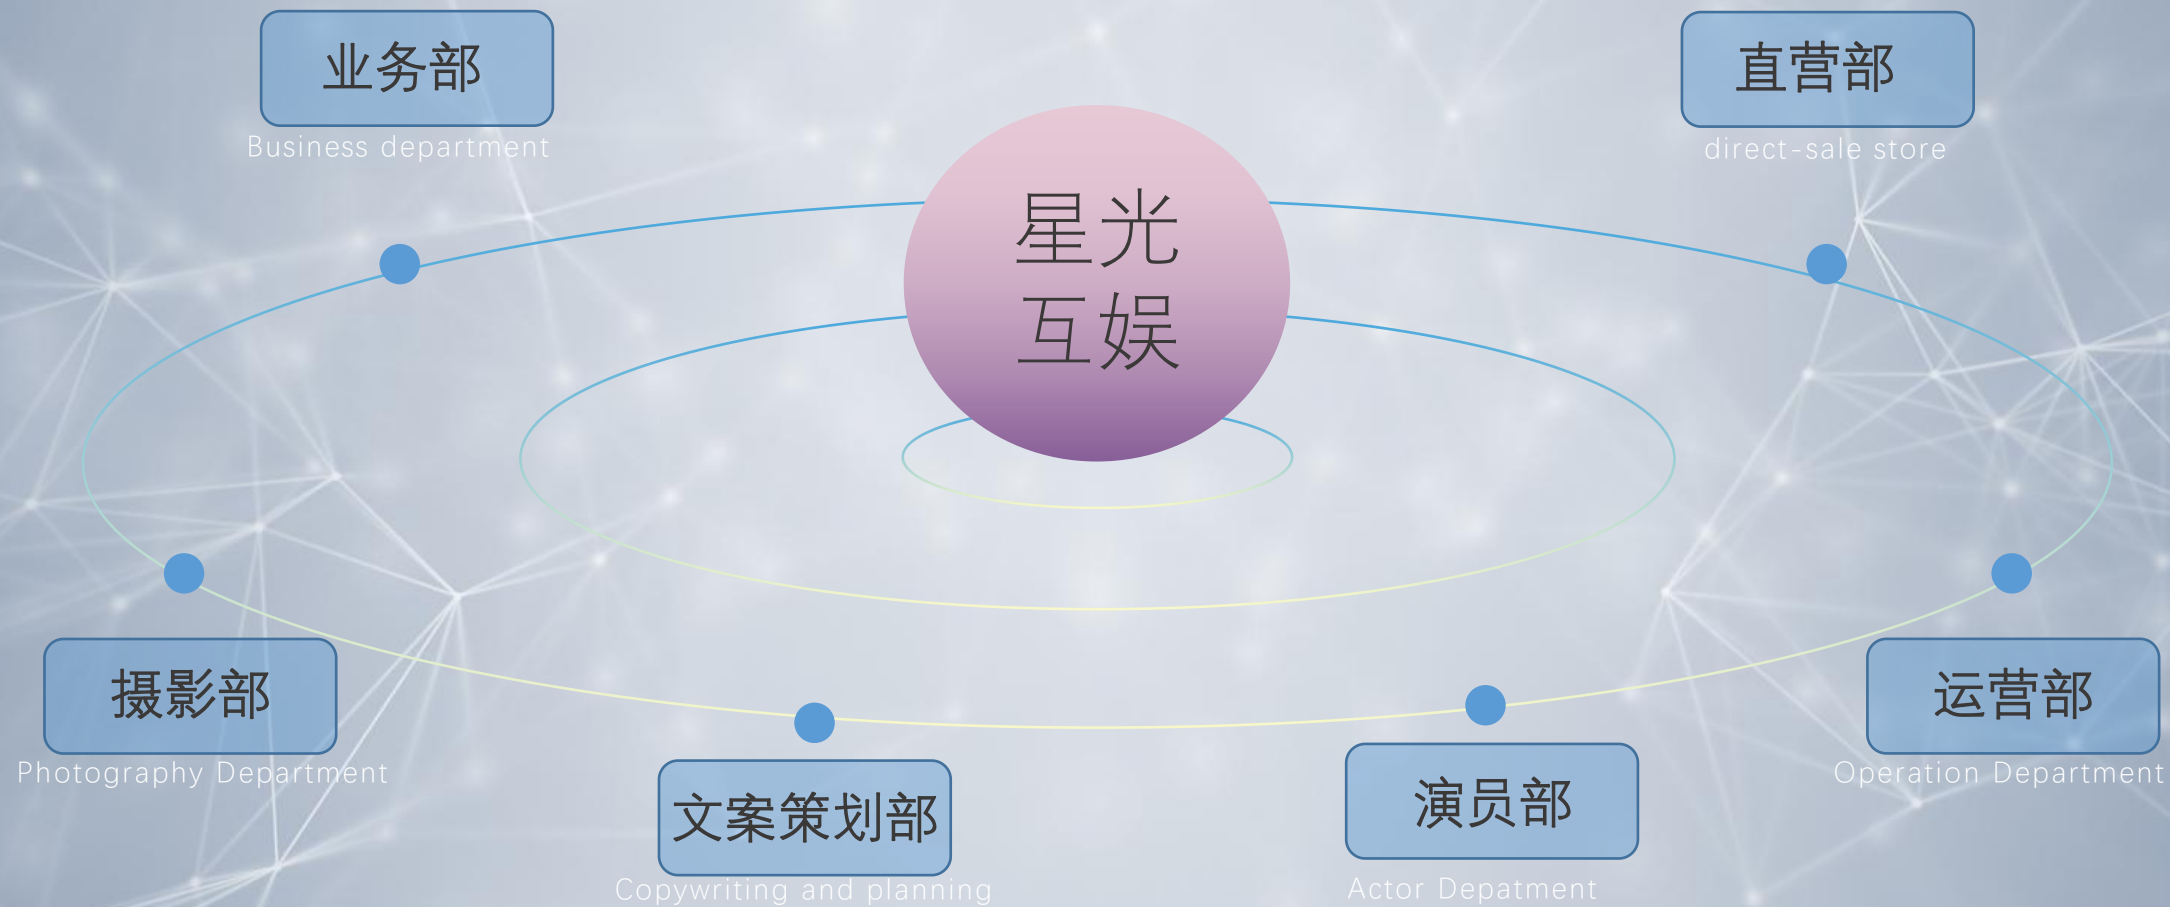 业务部
Business department
直营部
direct-sale store
星光
互娱
摄影部
Photography Department
文案策划部
Copywriting and planning
演员部
Actor Depatment
运营部
Operation Department